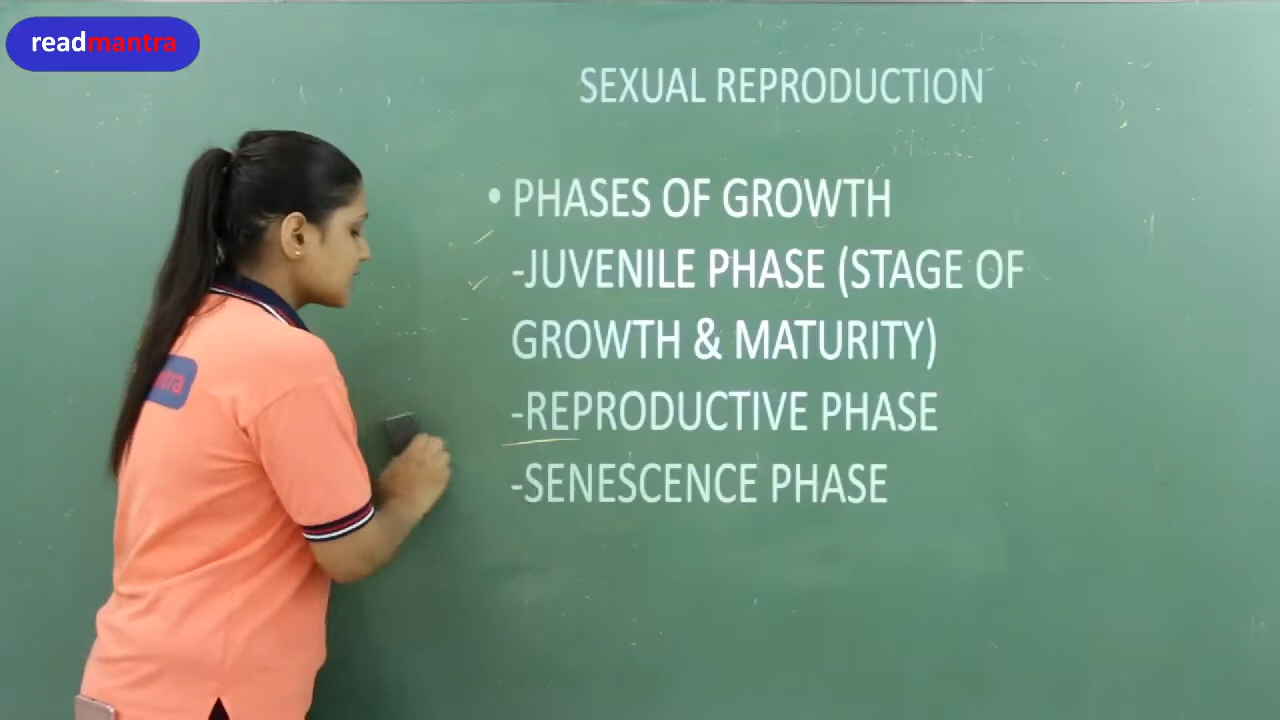 readmantra
SEXUAL REPRODUCTION
• PHASES OF GROWTH
-JUVENILE PHASE (STAGE OF
GROWTH & MATURITY)
-REPRODUCTIVE PHASE
-SENESCENCE PHASE